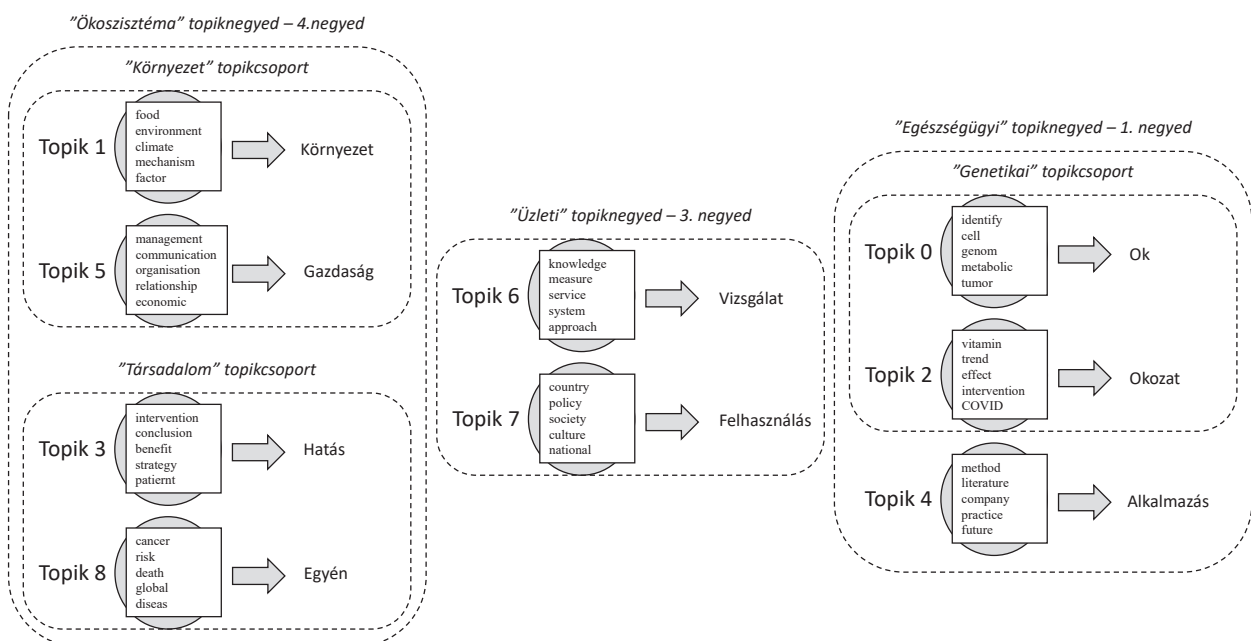 ”Ökoszisztéma” topiknegyed – 4.negyed
”Környezet” topikcsoport
Topik 1
food
environment
climate
mechanism
factor
Környezet
Topik 5
management
communication
organisation
relationship
economic
Gazdaság
”Társadalom” topikcsoport
Topik 3
intervention
conclusion
benefit
strategy
patiernt
Hatás
Topik 8
cancer
risk
death
global
diseas
Egyén
”Üzleti” topiknegyed – 3. negyed
Topik 6
knowledge
measure
service
system
approach
Vizsgálat
Topik 7
country
policy
society
culture
national
Felhasználás
”Egészségügyi” topiknegyed – 1. negyed
”Genetikai” topikcsoport
Topik 0
identify
cell
genom
metabolic
tumor
Ok
Topik 2
vitamin
trend
effect
intervention
COVID
Okozat
Topik 4
method
literature
company
practice
future
Alkalmazás